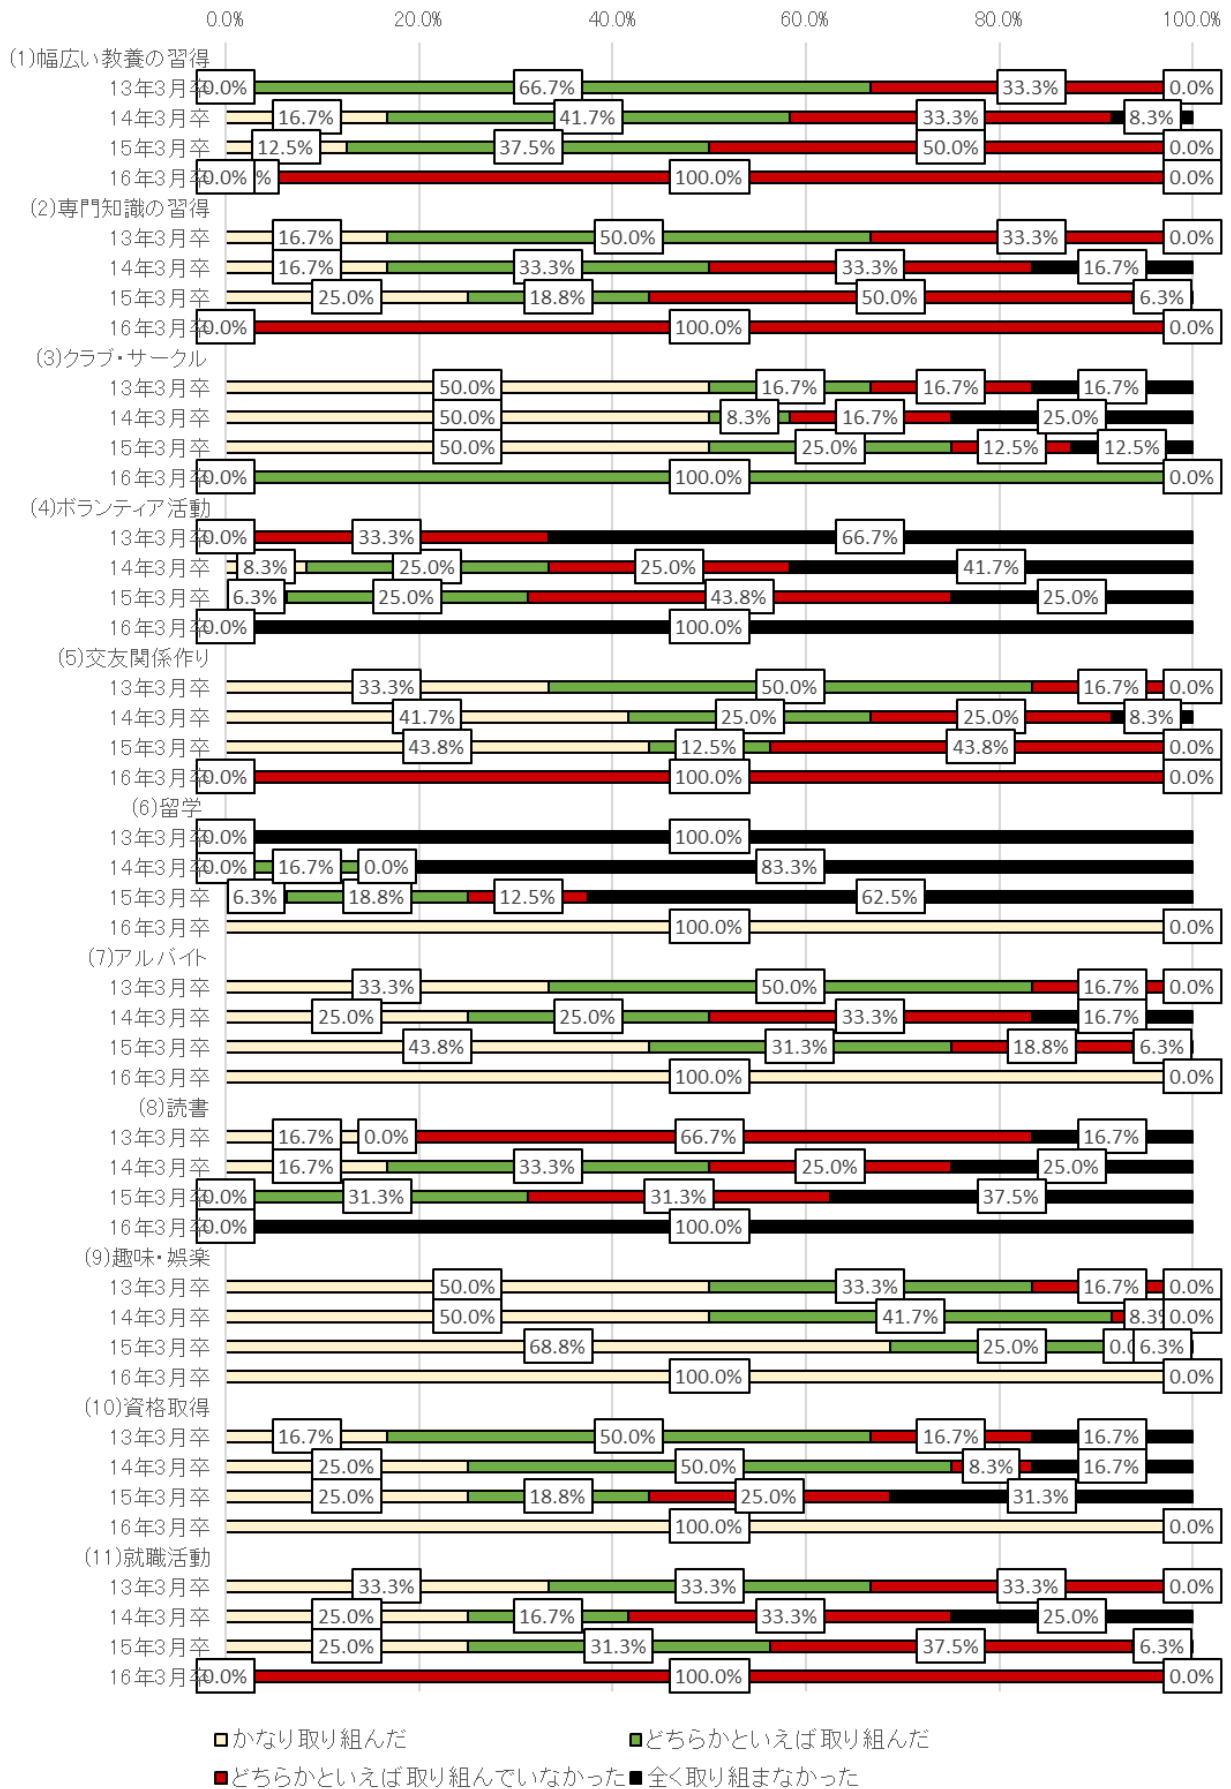 0.0% 20.0% 40.0% 60.0% 80.0% 100.0%
(1)幅広い教養の習得
13年3月卒 0.0% 66.7% 33.3% 0.0%
14年3月卒 16.7% 41.7% 33.3% 8.3%
15年3月卒 12.5% 37.5% 50.0% 0.0%
16年3月卒 0.0% % 100.0% 0.0%
(2)専門知識の習得
13年3月卒 16.7% 50.0% 33.3% 0.0%
14年3月卒 16.7% 33.3% 33.3% 16.7%
15年3月卒 25.0% 18.8% 50.0% 6.3%
16年3月卒 0.0% 100.0% 0.0%
(3)クラブ・サークル
13年3月卒 50.0% 16.7% 16.7% 16.7%
14年3月卒 50.0% 8.3% 16.7% 25.0%
15年3月卒 50.0% 25.0% 12.5% 12.5%
16年3月卒 0.0% 100.0% 0.0%
(4)ボランティア活動
13年3月卒 0.0% 33.3% 66.7%
14年3月卒 8.3% 25.0% 25.0% 41.7%
15年3月卒 6.3% 25.0% 43.8% 25.0%
16年3月卒 0.0% 100.0%
(5)交友関係作り
13年3月卒 33.3% 50.0% 16.7% 0.0%
14年3月卒 41.7% 25.0% 25.0% 8.3%
15年3月卒 43.8% 12.5% 43.8% 0.0%
16年3月卒 0.0% 100.0% 0.0%
(6)留学
13年3月卒 0.0% 100.0%
14年3月卒 0.0% 16.7% 0.0% 83.3%
15年3月卒 6.3% 18.8% 12.5% 62.5%
16年3月卒 100.0% 0.0%
(7)アルバイト
13年3月卒 33.3% 50.0% 16.7% 0.0%
14年3月卒 25.0% 25.0% 33.3% 16.7%
15年3月卒 43.8% 31.3% 18.8% 6.3%
16年3月卒 100.0% 0.0%
(8)読書
13年3月卒 16.7% 0.0% 66.7% 16.7%
14年3月卒 16.7% 33.3% 25.0% 25.0%
15年3月卒 0.0% 31.3% 31.3% 37.5%
16年3月卒 0.0% 100.0%
(9)趣味・娯楽
13年3月卒 50.0% 33.3% 16.7% 0.0%
14年3月卒 50.0% 41.7% 8.3% 0.0%
15年3月卒 68.8% 25.0% 0.0 6.3%
16年3月卒 100.0% 0.0%
(10)資格取得
13年3月卒 16.7% 50.0% 16.7% 16.7%
14年3月卒 25.0% 50.0% 8.3% 16.7%
15年3月卒 25.0% 18.8% 25.0% 31.3%
16年3月卒 100.0% 0.0%
(11)就職活動
13年3月卒 33.3% 33.3% 33.3% 0.0%
14年3月卒 25.0% 16.7% 33.3% 25.0%
15年3月卒 25.0% 31.3% 37.5% 6.3%
16年3月卒 0.0% 100.0% 0.0%
かなり取り組んだ どちらかといえば取り組んだ
どちらかといえば取り組んでいなかった 全く取り組まなかった